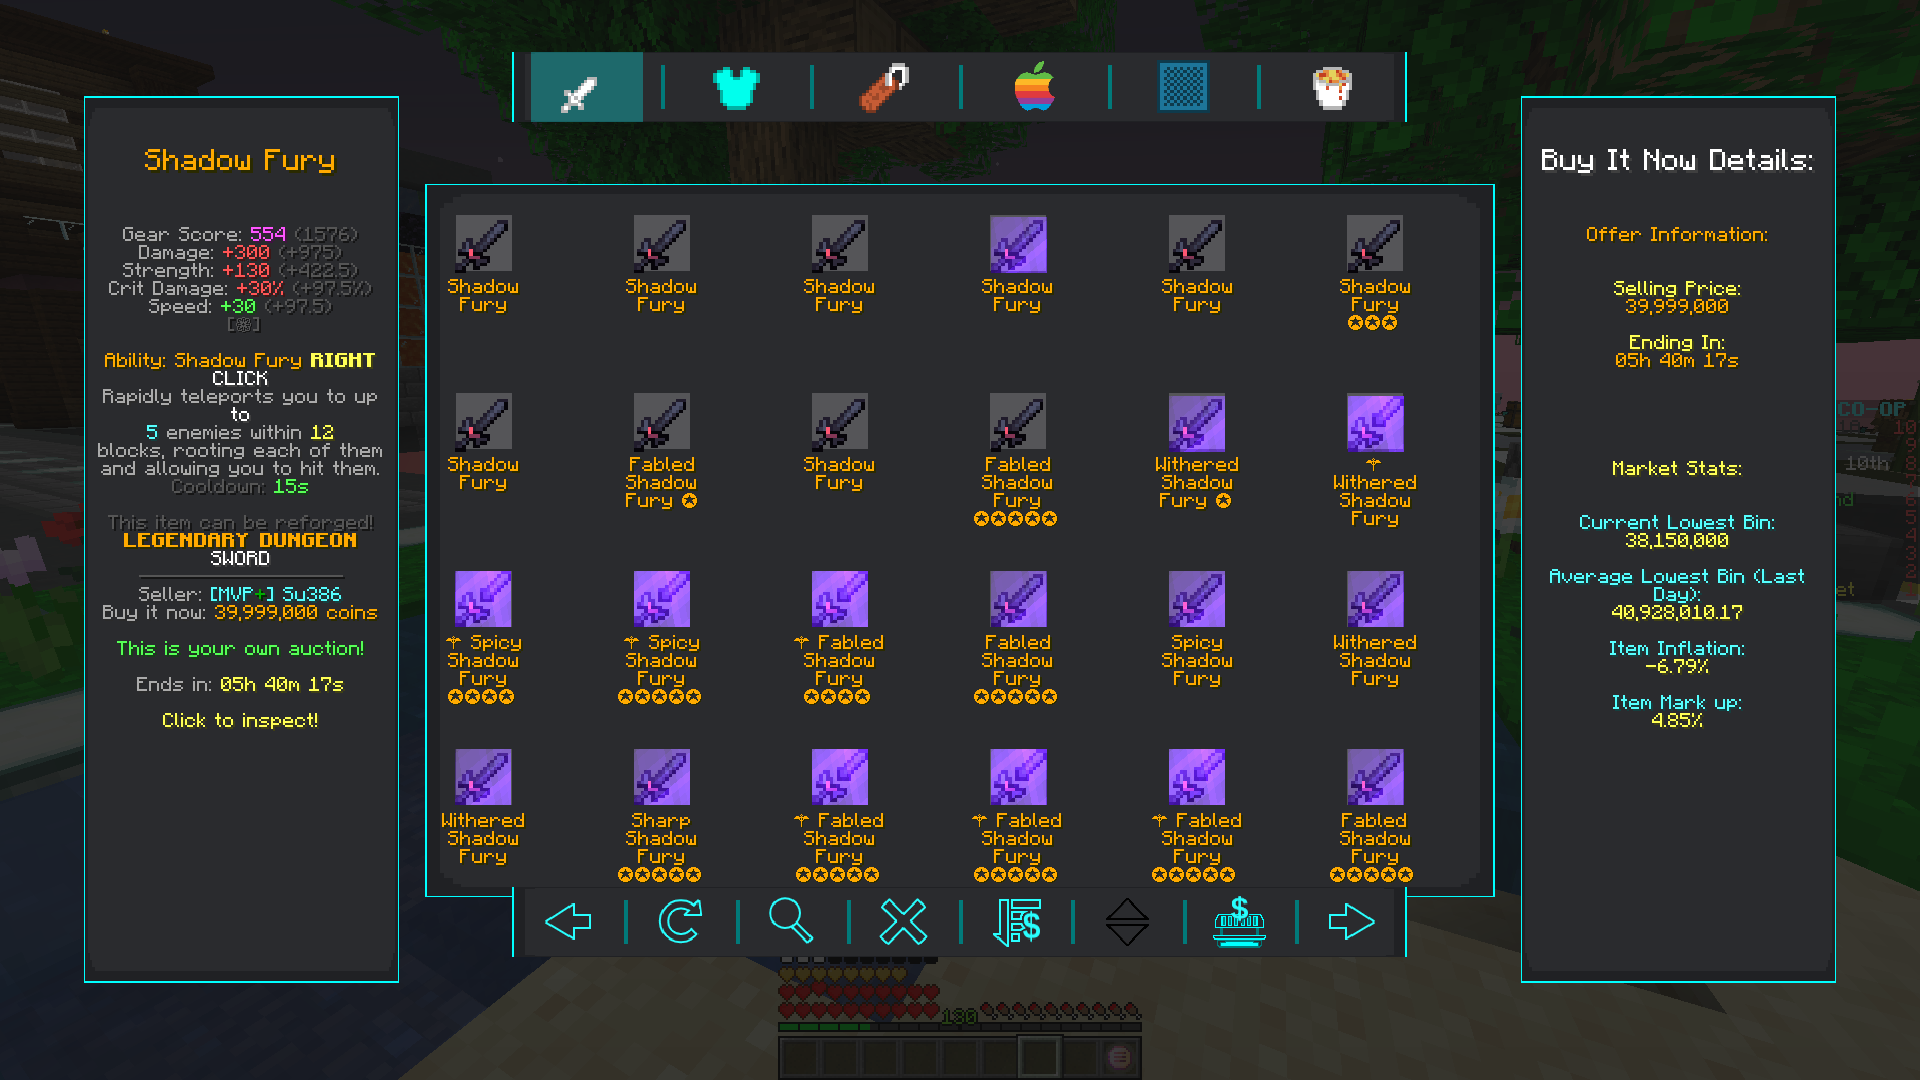 Shadow Fury
Gear Score: 554 (1576)
Damage: +300 (+975)
Strength: +130 (+422.5)
Crit Damage: +30% (+97.5%)
Speed: +30 (+97.5)
Ability: Shadow Fury RIGHT
CLICK
Rapidly teleports you to up
to
5 enemies within 12
blocks, rooting each of them
and allowing you to hit them.
Cooldown: 15s
This item can be reforged!
LEGENDARY DUNGEON
SWORD
Seller: [MVP+] Su386
Buy it now: 39,999,000 coins
This is your own auction!
Ends in: 05h 40m 17s
Click to inspect!
Shadow
Fury
Shadow
Fury
Shadow
Fury
Shadow
Fury
Shadow
Fury
Shadow
Fury
✪✪✪
Shadow
Fury
Fabled
Shadow
Fury ✪
Shadow
Fury
Fabled
Shadow
Fury
✪✪✪✪✪
Withered
Shadow
Fury ✪
Withered
Shadow
Fury
Spicy
Shadow
Fury
✪✪✪✪
Spicy
Shadow
Fury
✪✪✪✪✪
Fabled
Shadow
Fury
✪✪✪✪
Fabled
Shadow
Fury
✪✪✪✪✪
Spicy
Shadow
Fury
Withered
Shadow
Fury
Withered
Shadow
Fury
Sharp
Shadow
Fury
✪✪✪✪✪
Fabled
Shadow
Fury
✪✪✪✪✪
Fabled
Shadow
Fury
✪✪✪✪✪
Fabled
Shadow
Fury
✪✪✪✪✪
Fabled
Shadow
Fury
✪✪✪✪✪
$
$
180
Buy It Now Details:
Offer Information:
Selling Price:
39,999,000
Ending In:
05h 40m 17s
Market Stats:
Current Lowest Bin:
38,150,000
Average Lowest Bin (Last
Day):
40,928,010.17
Item Inflation:
-6.79%
Item Mark up:
4.85%
CO-OP
10th